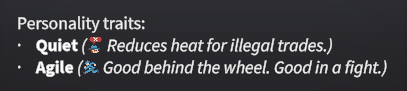 Personality traits:
· Quiet (Reduces heat for illegal trades.)
· Agile (Good behind the wheel. Good in a fight.)